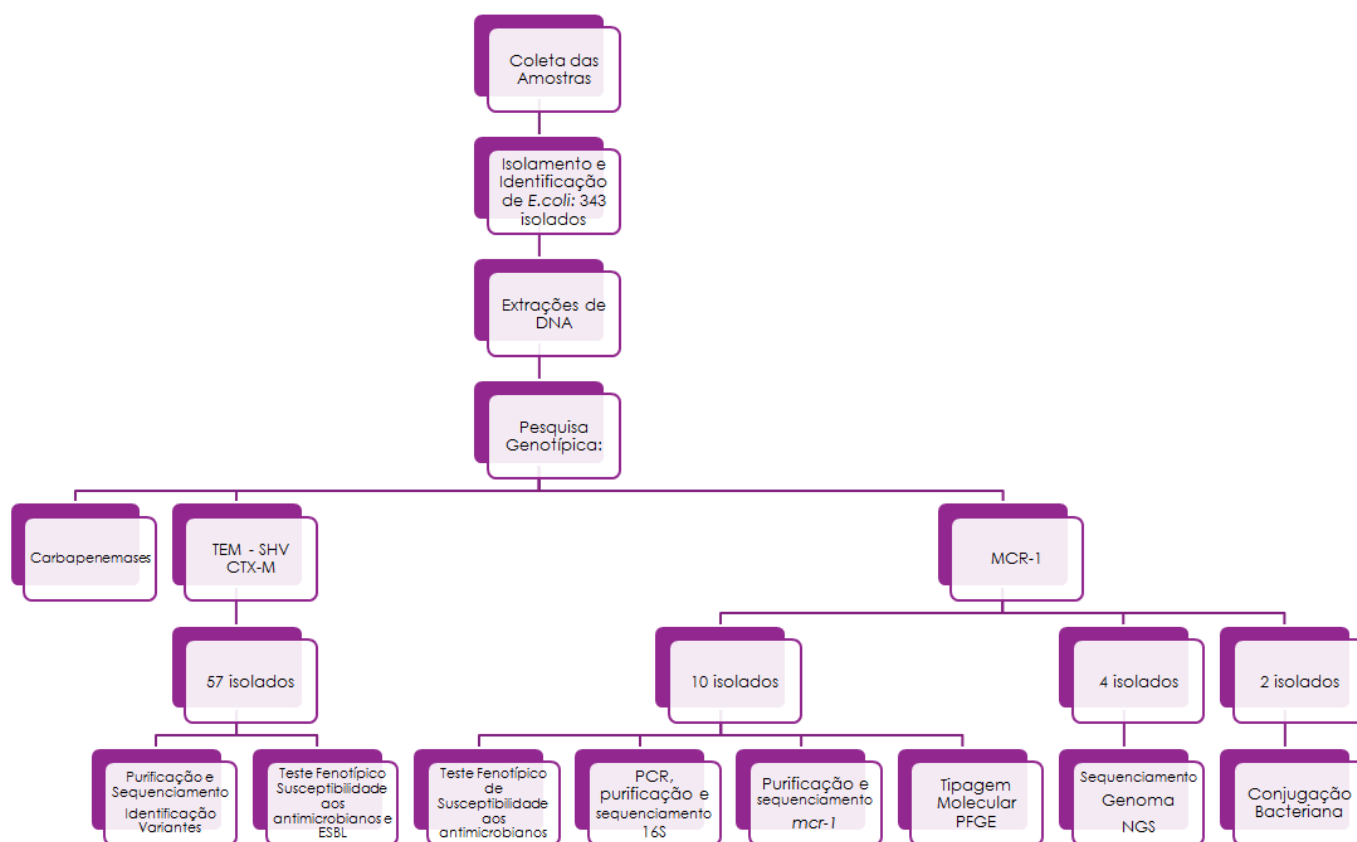 Coleta das
Amostras
Isolamento e
Identificação
de E.coli: 343
isolados
Extrações de
DNA
Pesquisa
Genotípica:
Carbapenemases
TEM - SHV
CTX-M
MCR-1
57 isolados
10 isolados
4 isolados
2 isolados
Purificação e
Sequenciamento
Identificação
Variantes
Teste Fenotípico
Susceptibilidade
aos
antimicrobianos e
ESBL
Teste Fenotípico
de
Susceptibilidade
aos
antimicrobianos
PCR,
purificação e
sequenciamento
16S
Purificação e
sequenciamento
mcr-1
Tipagem
Molecular
PFGE
Sequenciamento
Genoma
NGS
Conjugação
Bacteriana